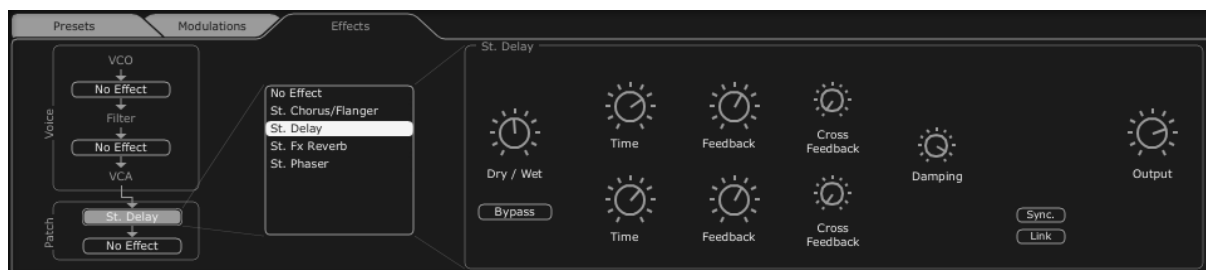 Presets
Modulations
Effects
Voice
VCO
No Effect
Filter
No Effect
VCA
Patch
St. Delay
No Effect
No Effect
St. Chorus/Flanger
St. Delay
St. Fx Reverb
St. Phaser
St. Delay
Dry / Wet
Bypass
Time
Feedback
Cross
Feedback
Time
Feedback
Cross
Feedback
Damping
Sync.
Link
Output